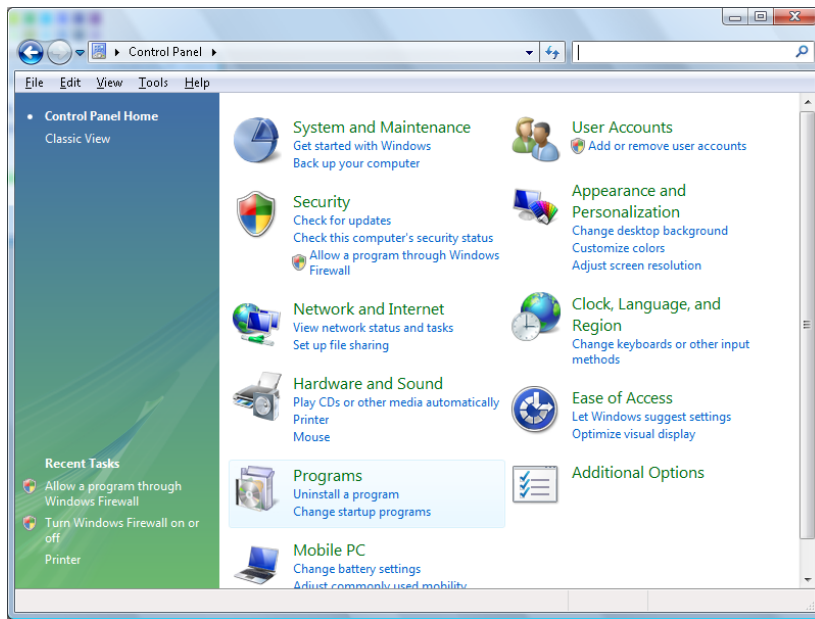 Control Panel
File Edit View Tools Help
Control Panel Home
Classic View
System and Maintenance
Get started with Windows
Back up your computer
Security
Check for updates
Check this computer's security status
Allow a program through Windows
Firewall
Network and Internet
View network status and tasks
Set up file sharing
Hardware and Sound
Play CDs or other media automatically
Printer
Mouse
Programs
Uninstall a program
Change startup programs
Mobile PC
Change battery settings
Adjust commonly used mobility
User Accounts
Add or remove user accounts
Appearance and
Personalization
Change desktop background
Customize colors
Adjust screen resolution
Clock, Language, and
Region
Change keyboards or other input
methods
Ease of Access
Let Windows suggest settings
Optimize visual display
Additional Options
Recent Tasks
Allow a program through
Windows Firewall
Turn Windows Firewall on or
off
Printer